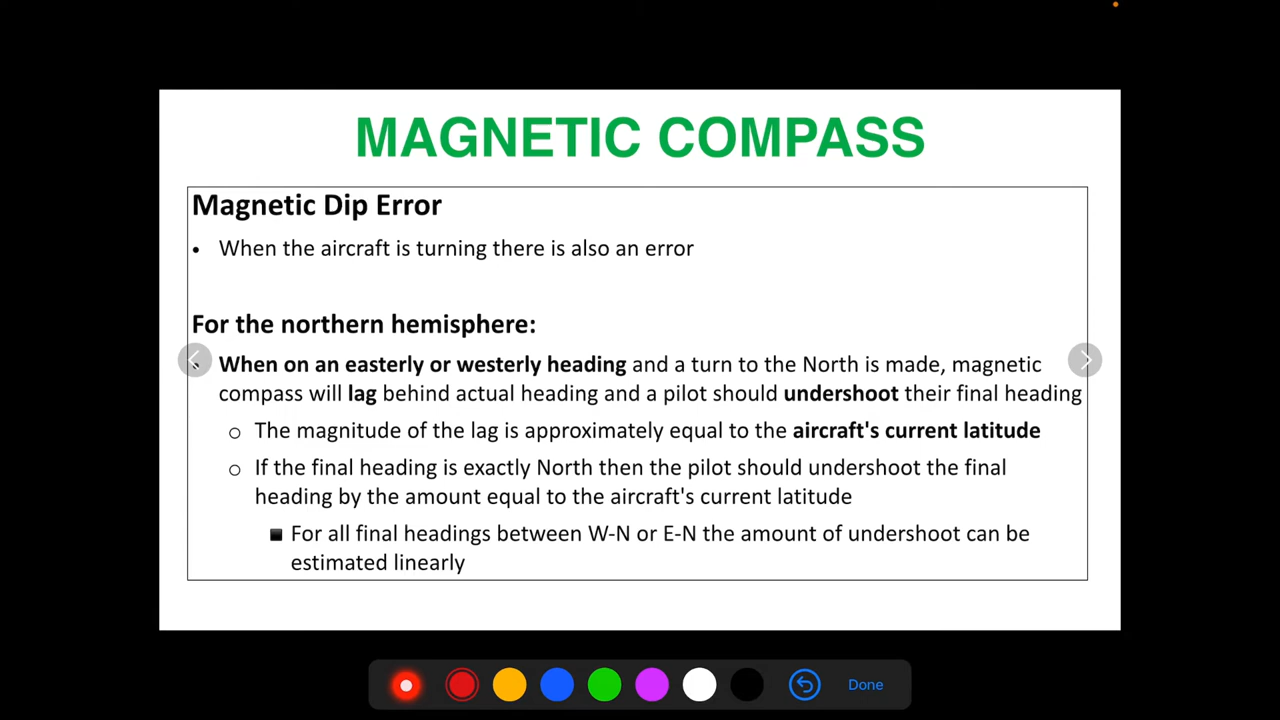 MAGNETIC COMPASS
Magnetic Dip Error
• When the aircraft is turning there is also an error
For the northern hemisphere:
• When on an easterly or westerly heading and a turn to the North is made, magnetic
compass will lag behind actual heading and a pilot should undershoot their final heading
o The magnitude of the lag is approximately equal to the aircraft's current latitude
o If the final heading is exactly North then the pilot should undershoot the final
heading by the amount equal to the aircraft's current latitude
▪ For all final headings between W-N or E-N the amount of undershoot can be
estimated linearly
Done